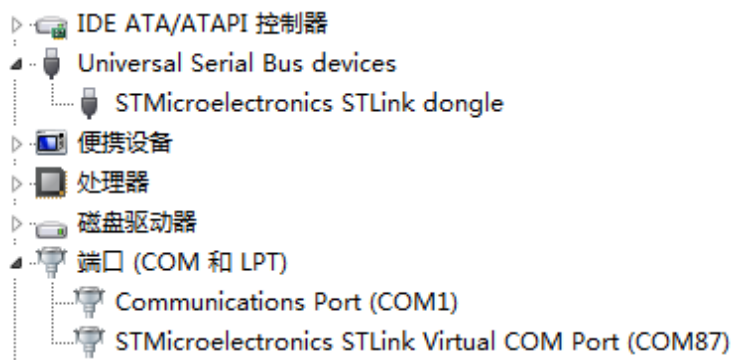 IDE ATA/ATAPI 控制器
Universal Serial Bus devices
STMicroelectronics STLink dongle
便携设备
处理器
磁盘驱动器
端口 (COM 和 LPT)
Communications Port (COM1)
STMicroelectronics STLink Virtual COM Port (COM87)